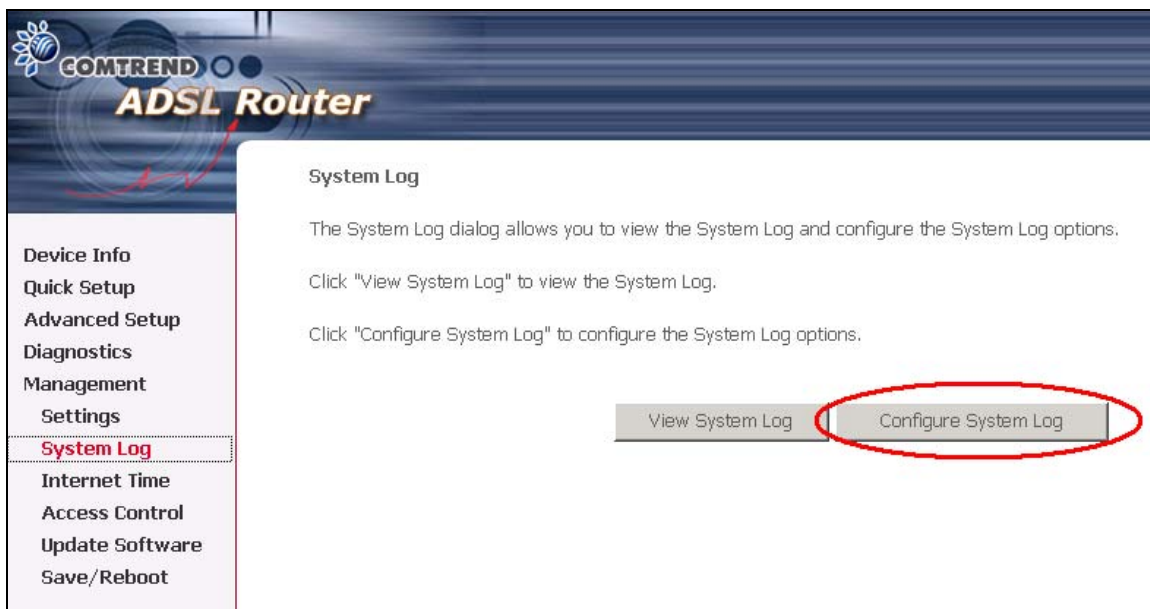 COMTREND
ADSL Router
Device Info
Quick Setup
Advanced Setup
Diagnostics
Management
Settings
System Log
Internet Time
Access Control
Update Software
Save/Reboot
System Log
The System Log dialog allows you to view the System Log and configure the System Log options.
Click "View System Log" to view the System Log.
Click "Configure System Log" to configure the System Log options.
View System Log
Configure System Log